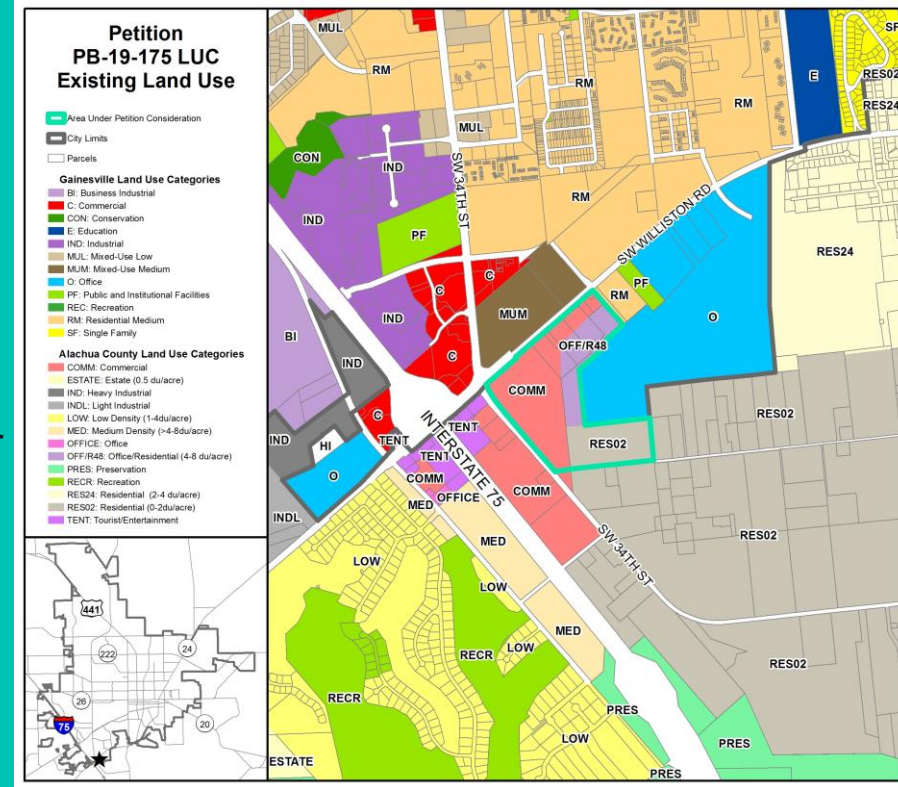 Petition
PB-19-175 LUC
Existing Land Use
Area Under Petition Consideration
City Limits
Parcels
Gainesville Land Use Categories
BI: Business Industrial
C: Commercial
CON: Conservation
E: Education
IND: Industrial
MUL: Mixed-Use Low
MUM: Mixed-Use Medium
O: Office
PF: Public and Institutional Facilities
REC: Recreation
RM: Residential Medium
SF: Single Family
Alachua County Land Use Categories
COMM: Commercial
ESTATE: Estate (0.5 du/acre)
IND: Heavy Industrial
INDL: Light Industrial
LOW: Low Density (1-4du/acre)
MED: Medium Density (>4-8du/acre)
OFFICE: Office
OFF/R48: Office/Residential (4-8 du/acre)
PRES: Preservation
RECR: Recreation
RES24: Residential (2-4 du/acre)
RES02: Residential (0-2du/acre)
TENT: Tourist/Entertainment
441
222
24
26
75
20
MUL
RM
RM
SF
E
RES02
RES24
RM
MUL
CON
IND
SW 34TH ST
RM
IND
SW WILLISTON RD
PF
RES24
C
C
PF
RM
MUM
IND
O
BI
OFF/R48
C
IND
COMM
RES02
C
TENT
INTERSTATE 75
TENT
RES02
IND
HI
TENT
O
COMM
OFFICE
COMM
MED
INDL
SW 34TH ST
MED
RES02
LOW
LOW
MED
RECR
LOW
RES02
RECR
PRES
LOW
PRES
ESTATE
PRES